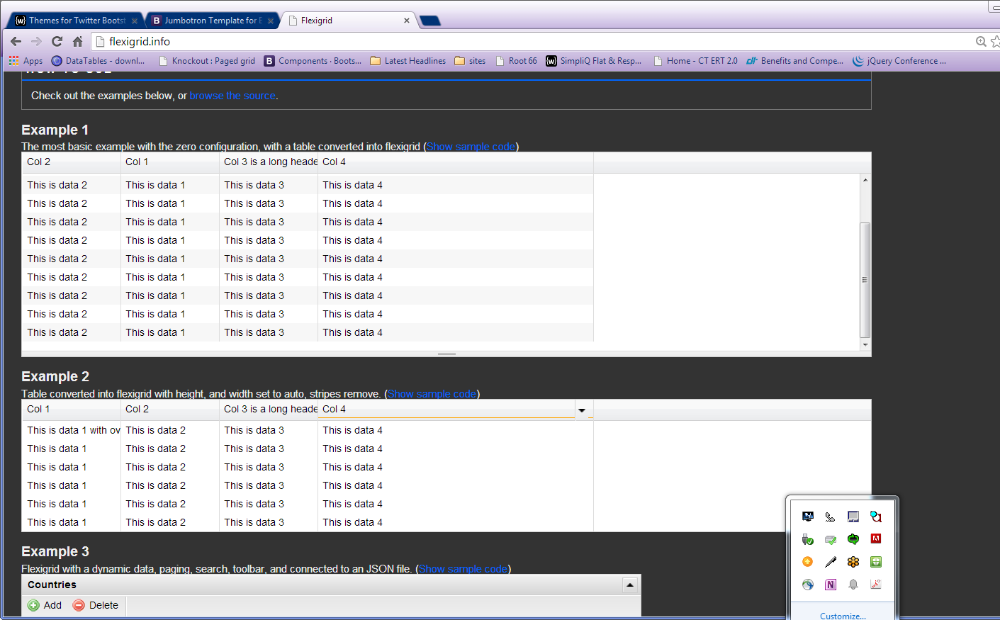 Themes for Twitter Bootst
Jumbotron Template for B
Flexigrid
flexigrid.info
Apps
DataTables - downl...
Knockout : Paged grid
Components · Boots...
Latest Headlines
sites
Root 66
SimpliQ Flat & Resp...
Home - CT ERT 2.0
Benefits and Compe...
jQuery Conference ...
Check out the examples below, or browse the source.
Example 1
The most basic example with the zero configuration, with a table converted into flexigrid (Show sample code)
Col 2 Col 1 Col 3 is a long heade Col 4
This is data 2 This is data 1 This is data 3 This is data 4
This is data 2 This is data 1 This is data 3 This is data 4
This is data 2 This is data 1 This is data 3 This is data 4
This is data 2 This is data 1 This is data 3 This is data 4
This is data 2 This is data 1 This is data 3 This is data 4
This is data 2 This is data 1 This is data 3 This is data 4
This is data 2 This is data 1 This is data 3 This is data 4
This is data 2 This is data 1 This is data 3 This is data 4
This is data 2 This is data 1 This is data 3 This is data 4
Example 2
Table converted into flexigrid with height, and width set to auto, stripes remove. (Show sample code)
Col 1 Col 2 Col 3 is a long heade Col 4
This is data 1 with ov This is data 2 This is data 3 This is data 4
This is data 1 This is data 2 This is data 3 This is data 4
This is data 1 This is data 2 This is data 3 This is data 4
This is data 1 This is data 2 This is data 3 This is data 4
This is data 1 This is data 2 This is data 3 This is data 4
This is data 1 This is data 2 This is data 3 This is data 4
Example 3
Flexigrid with a dynamic data, paging, search, toolbar, and connected to an JSON file. (Show sample code)
Countries
Add Delete
Customize...